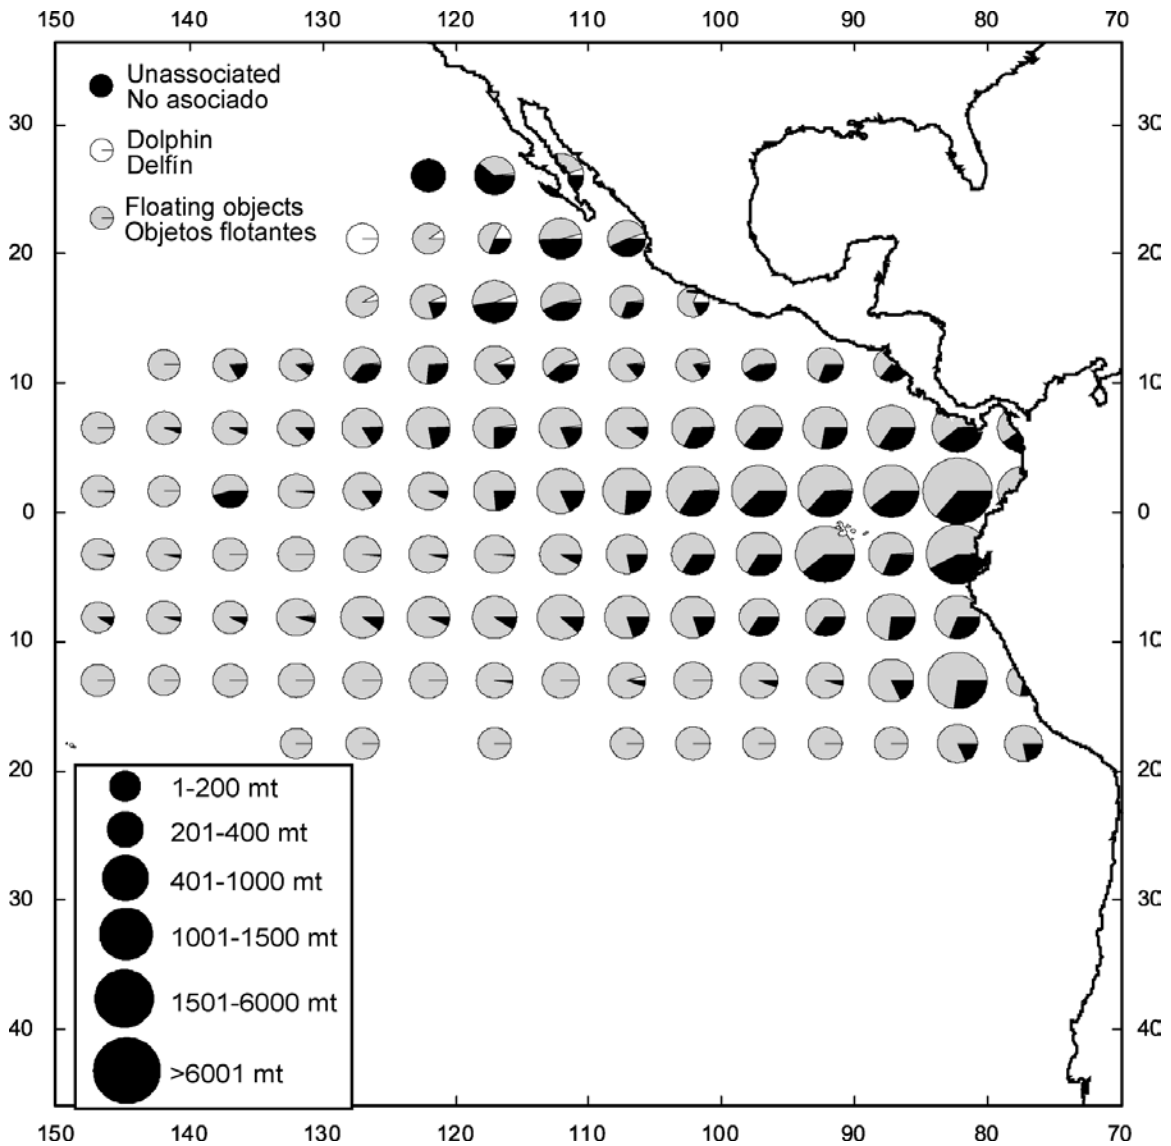 150 140 130 120 110 100 90 80 70
Unassociated
No asociado
Dolphin
Delfín
Floating objects
Objetos flotantes
30 30
20 20
10 10
0 0
10 10
20 20
30 30
40 40
1-200 mt
201-400 mt
401-1000 mt
1001-1500 mt
1501-6000 mt
>6001 mt
150 140 130 120 110 100 90 80 70